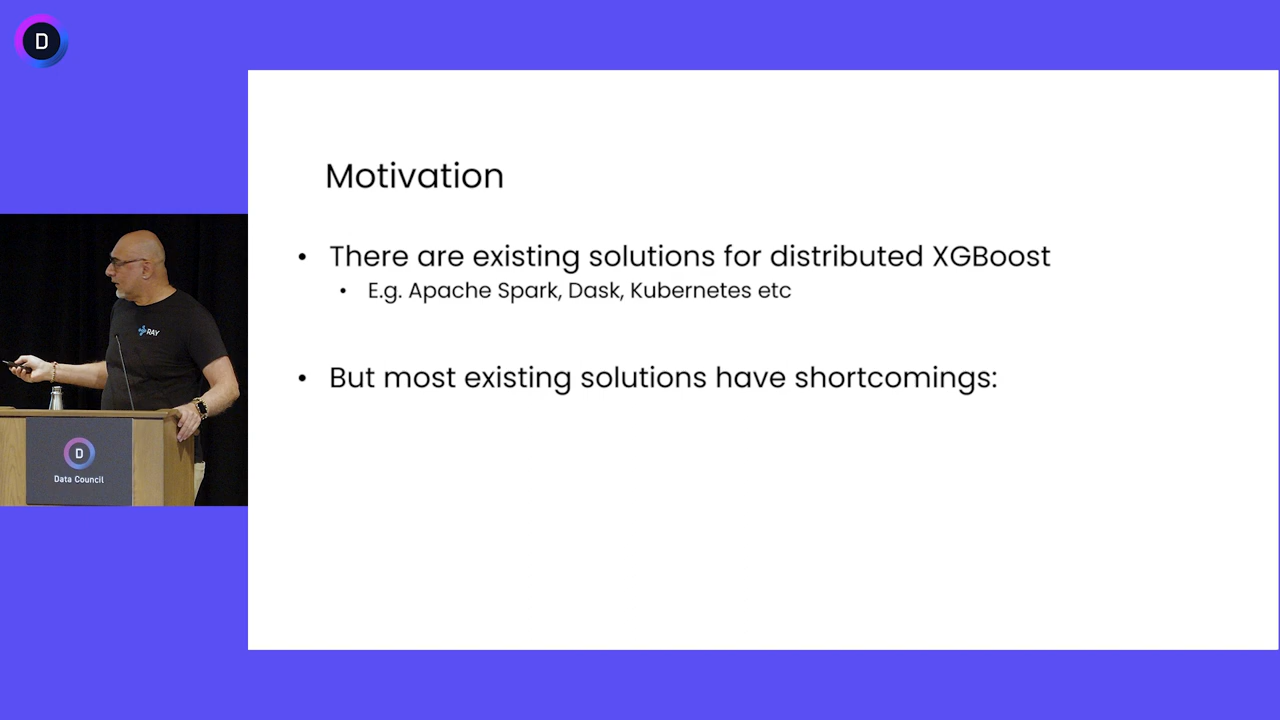 D
Motivation
• There are existing solutions for distributed XGBoost
• E.g. Apache Spark, Dask, Kubernetes etc
• But most existing solutions have shortcomings:
RAY
D
Data Council